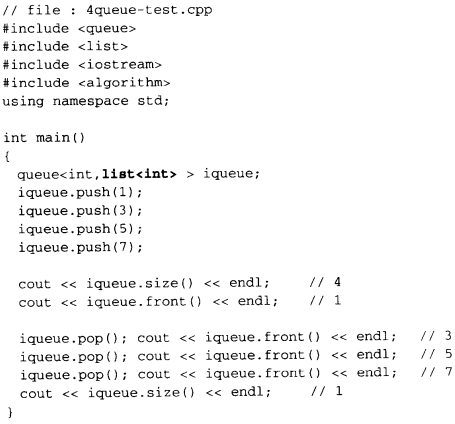 // file : 4queue-test.cpp
#include <queue>
#include <list>
#include <iostream>
#include <algorithm>
using namespace std;

int main()
{
  queue<int,list<int> > iqueue;
  iqueue.push(1);
  iqueue.push(3);
  iqueue.push(5);
  iqueue.push(7);

  cout << iqueue.size() << endl;     // 4
  cout << iqueue.front() << endl;    // 1

  iqueue.pop(); cout << iqueue.front() << endl;   // 3
  iqueue.pop(); cout << iqueue.front() << endl;   // 5
  iqueue.pop(); cout << iqueue.front() << endl;   // 7
  cout << iqueue.size() << endl;     // 1
}